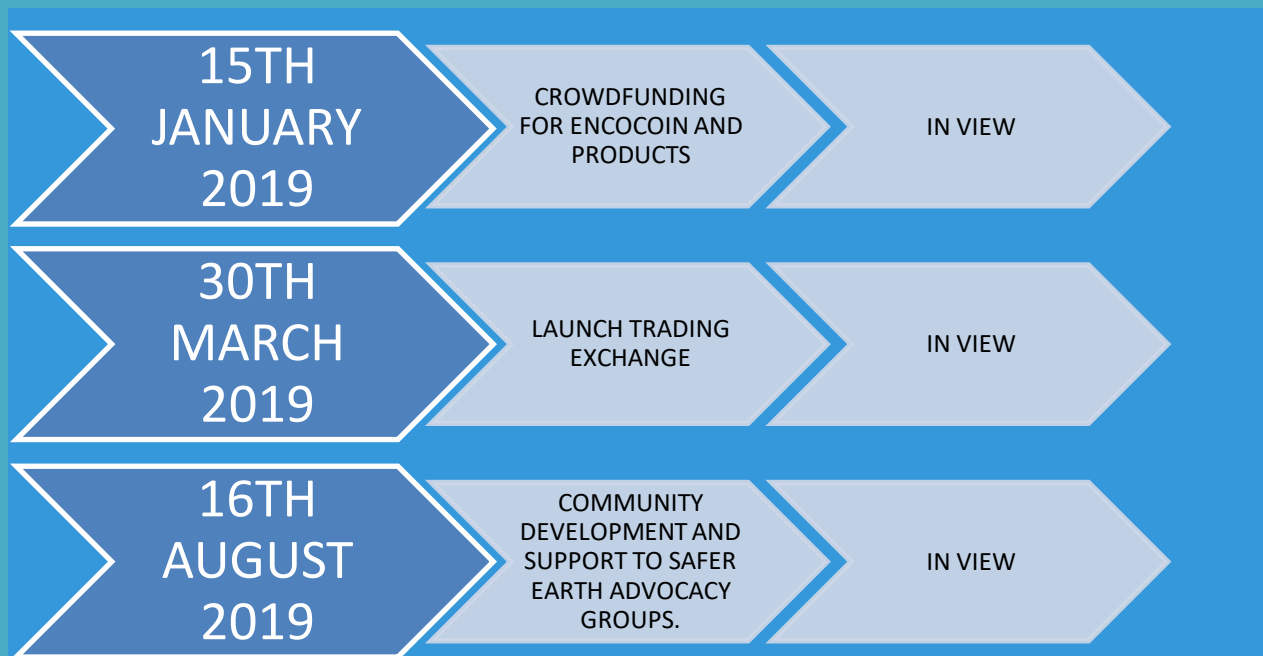 15TH
JANUARY
2019
CROWDFUNDING
FOR ENCOCOIN AND
PRODUCTS
IN VIEW
30TH
MARCH
2019
LAUNCH TRADING
EXCHANGE
IN VIEW
16TH
AUGUST
2019
COMMUNITY
DEVELOPMENT AND
SUPPORT TO SAFER
EARTH ADVOCACY
GROUPS.
IN VIEW